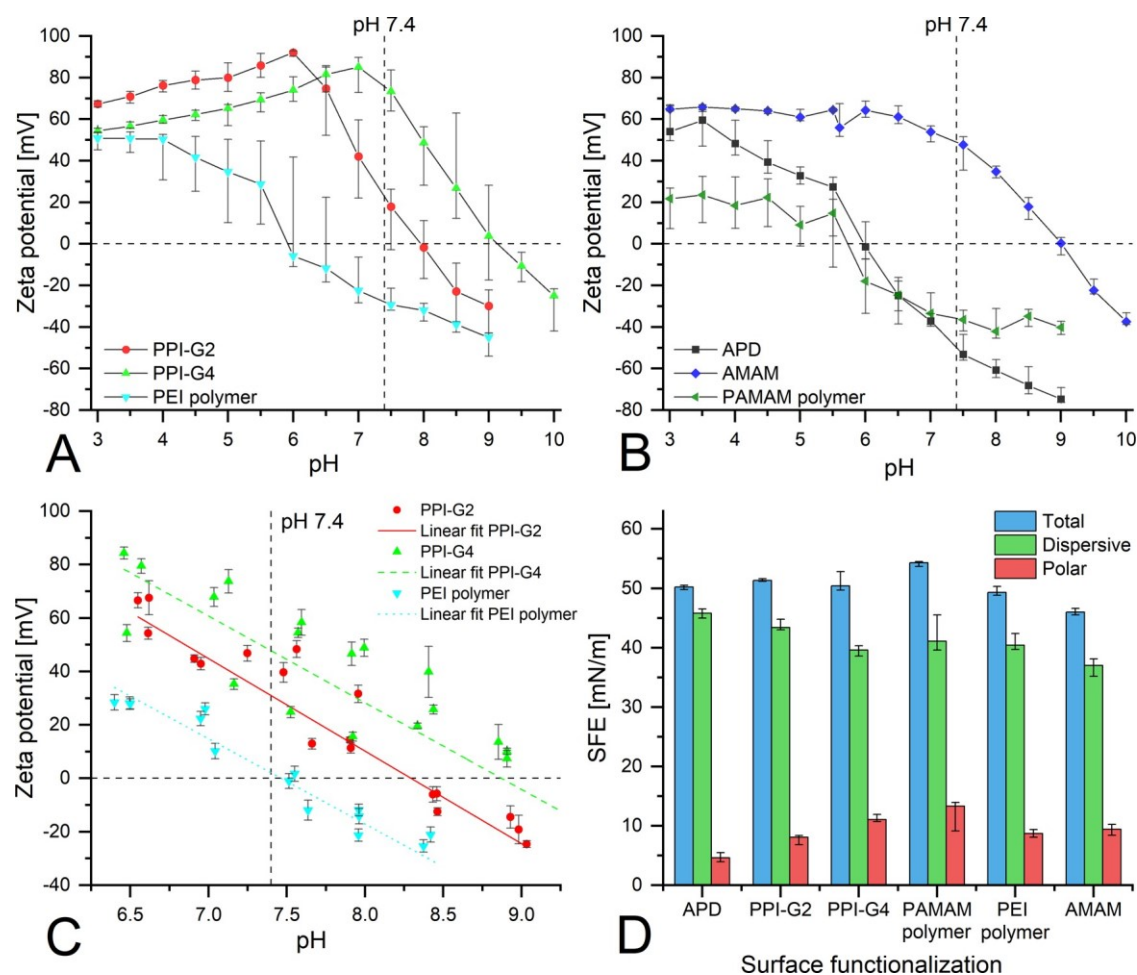 pH 7.4
Zeta potential [mV]
100
80
60
40
20
0
-20
-40
-60
-80
PPI-G2
PPI-G4
PEI polymer
3 4 5 6 7 8 9 10
pH
A
pH 7.4
Zeta potential [mV]
100
80
60
40
20
0
-20
-40
-60
-80
APD
AMAM
PAMAM polymer
3 4 5 6 7 8 9 10
pH
B
pH 7.4
Zeta potential [mV]
100
80
60
40
20
0
-20
-40
PPI-G2
Linear fit PPI-G2
PPI-G4
Linear fit PPI-G4
PEI polymer
Linear fit PEI polymer
6.5 7.0 7.5 8.0 8.5 9.0
pH
C
SFE [mN/m]
60
50
40
30
20
10
0
Total
Dispersive
Polar
APD PPI-G2 PPI-G4 PAMAM polymer PEI polymer AMAM
Surface functionalization
D